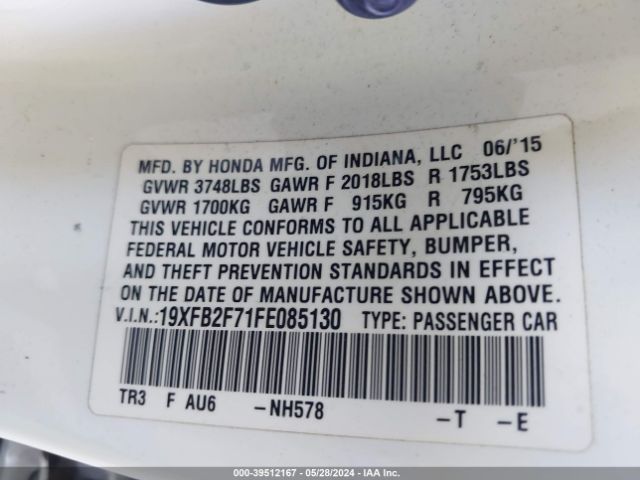 MFD. BY HONDA MFG. OF INDIANA, LLC 06/'15
GVWR 3748LBS GAWR F 2018LBS R 1753LBS
GVWR 1700KG GAWR F 915KG R 795KG
THIS VEHICLE CONFORMS TO ALL APPLICABLE
FEDERAL MOTOR VEHICLE SAFETY, BUMPER,
AND THEFT PREVENTION STANDARDS IN EFFECT
ON THE DATE OF MANUFACTURE SHOWN ABOVE.
V.I.N.:19XFB2F71FE085130 TYPE: PASSENGER CAR
TR3 F AU6 -NH578 -T -E
(STOCK) 000-39512167 - 05/28/2024 - IAA Inc.